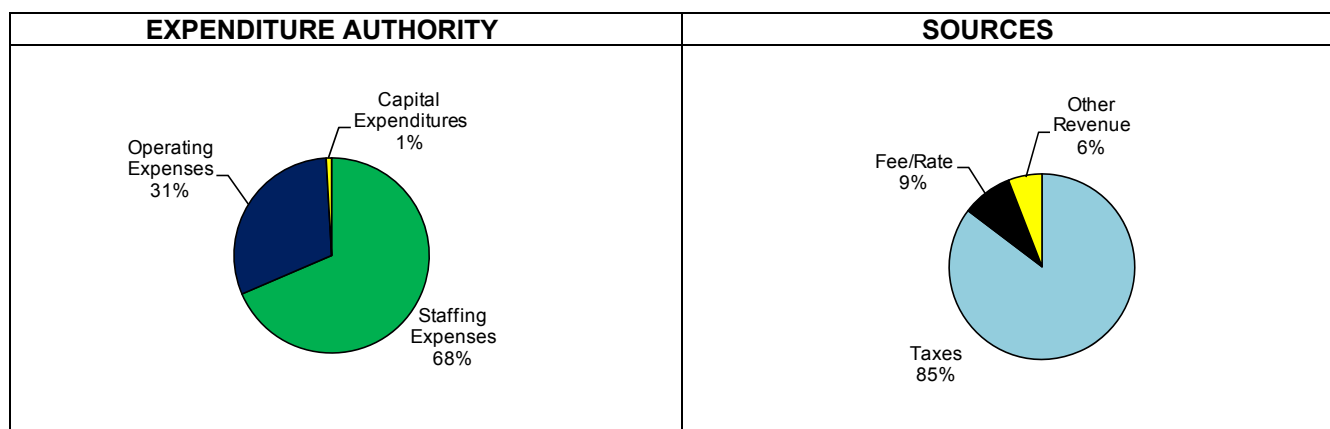 EXPENDITURE AUTHORITY
SOURCES
Capital
Expenditures
1%
Operating
Expenses
31%
Staffing
Expenses
68%
Other
Revenue
6%
Fee/Rate
9%
Taxes
85%